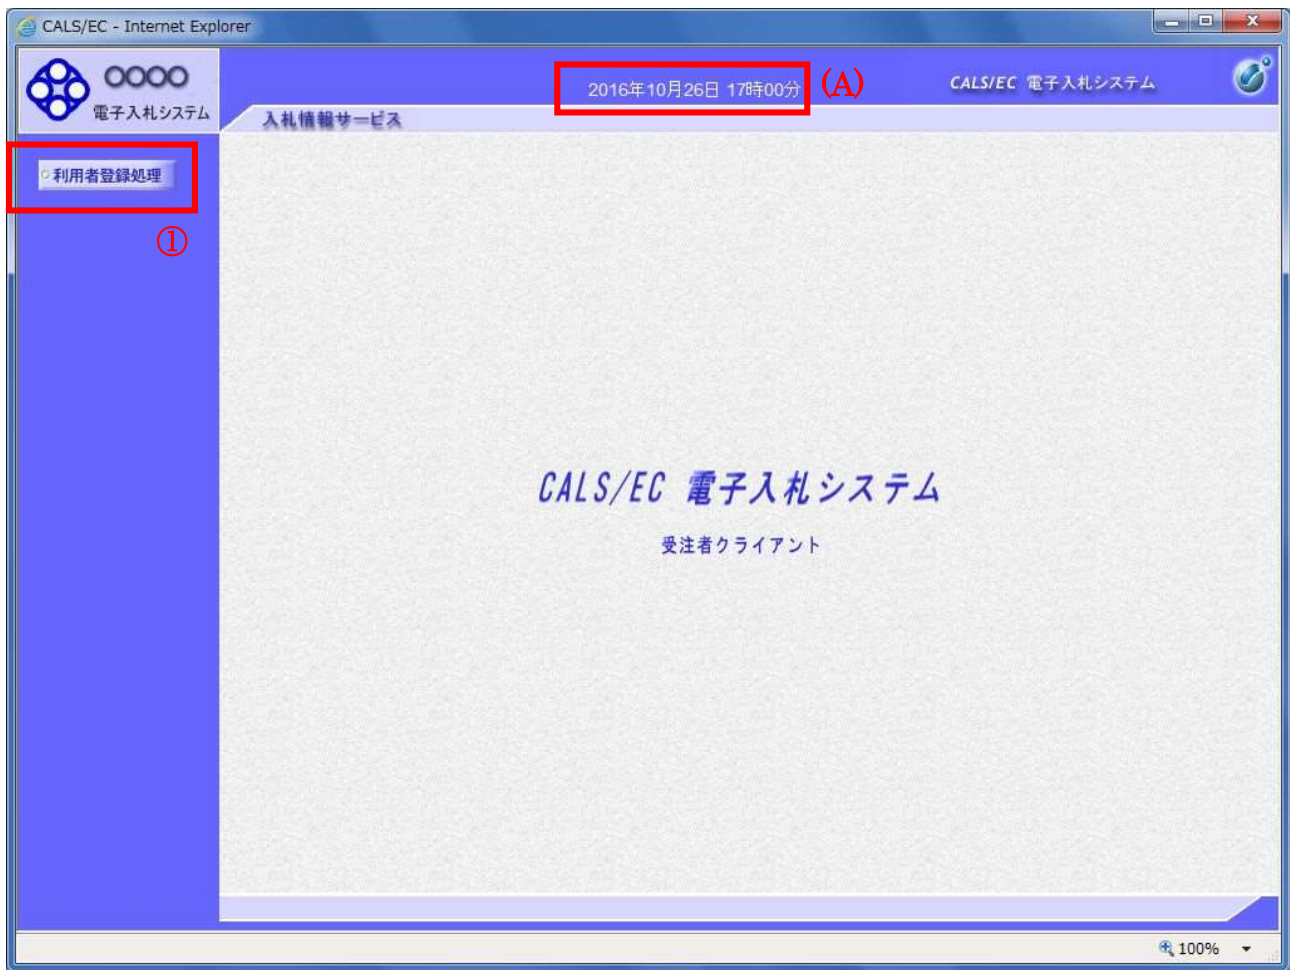 CALS/EC - Internet Explorer
○○○○
電子入札システム
2016年10月26日 17時00分
(A)
CALS/EC 電子入札システム
入札情報サービス
利用者登録処理
①
CALS/EC 電子入札システム
受注者クライアント
100%